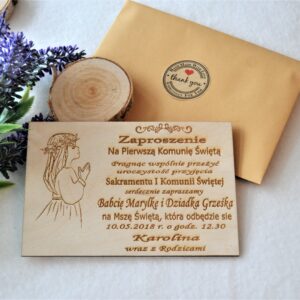 Zaproszenie
Na Pierwszą Komunię Świętą
Pragnąc wspólnie przeżyć
uroczystość przyjęcia
Sakramentu I Komunii Świętej
serdecznie zapraszamy
Babcię Marylkę i Dziadka Grześka
na Mszę Świętą, która odbędzie się
10.05.2018 r. o godz. 12.30
Karolina
wraz z Rodzicami
thank you